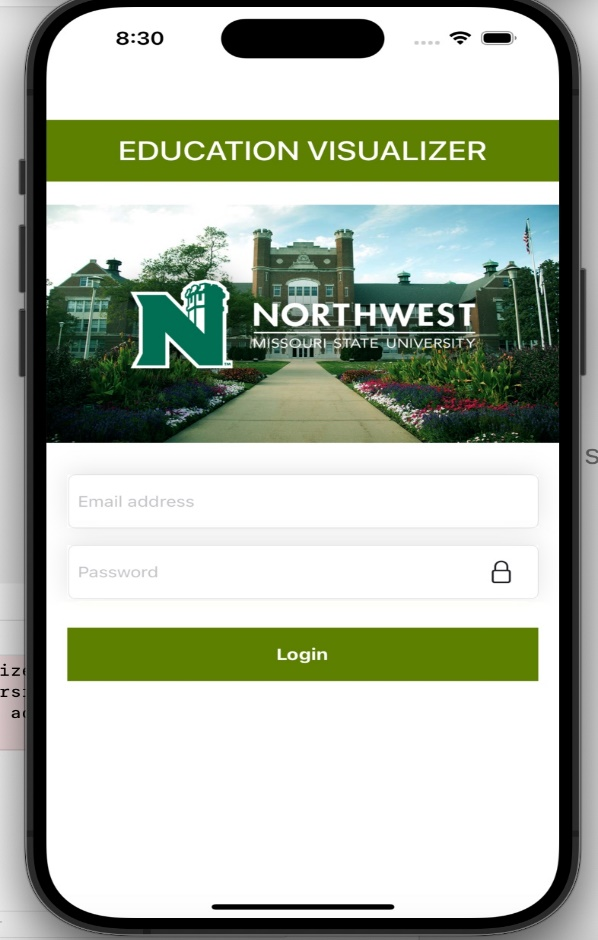 8:30
EDUCATION VISUALIZER
N
NORTHWEST
MISSOURI STATE UNIVERSITY
Email address
Password
Login